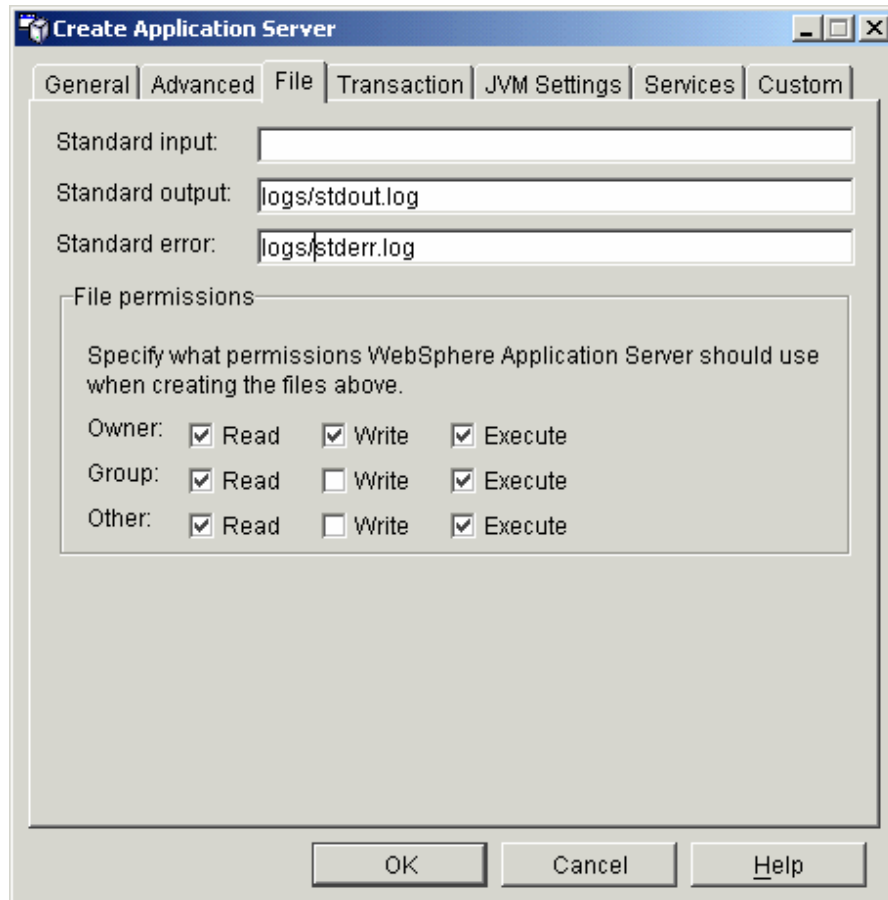 Create Application Server
General Advanced File Transaction JVM Settings Services Custom
Standard input:
Standard output: logs/stdout.log
Standard error: logs/stderr.log
File permissions
Specify what permissions WebSphere Application Server should use
when creating the files above.
Owner: Read Write Execute
Group: Read Write Execute
Other: Read Write Execute
OK Cancel Help